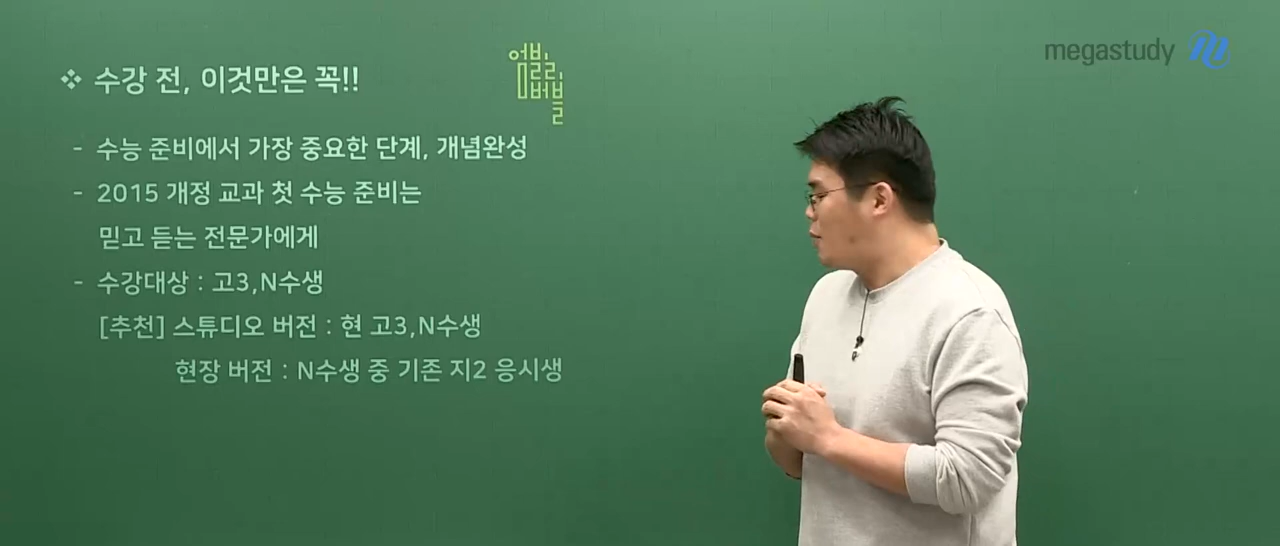 megastudy
❖ 수강 전, 이것만은 꼭!!
엄벌, 벌벌
- 수능 준비에서 가장 중요한 단계, 개념완성
- 2015 개정 교과 첫 수능 준비는
믿고 듣는 전문가에게
- 수강대상 : 고3,N수생
[추천] 스튜디오 버전 : 현 고3,N수생
현장 버전 : N수생 중 기존 지2 응시생